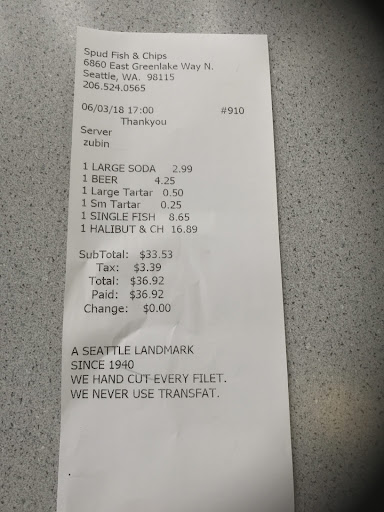 Spud Fish & Chips
6860 East Greenlake Way N.
Seattle, WA. 98115
206.524.0565
06/03/18 17:00 #910
Thankyou
Server
zubin
1 LARGE SODA 2.99
1 BEER 4.25
1 Large Tartar 0.50
1 Sm Tartar 0.25
1 SINGLE FISH 8.65
1 HALIBUT & CH 16.89
SubTotal: $33.53
Tax: $3.39
Total: $36.92
Paid: $36.92
Change: $0.00
A SEATTLE LANDMARK
SINCE 1940
WE HAND CUT EVERY FILET.
WE NEVER USE TRANSFAT.
.